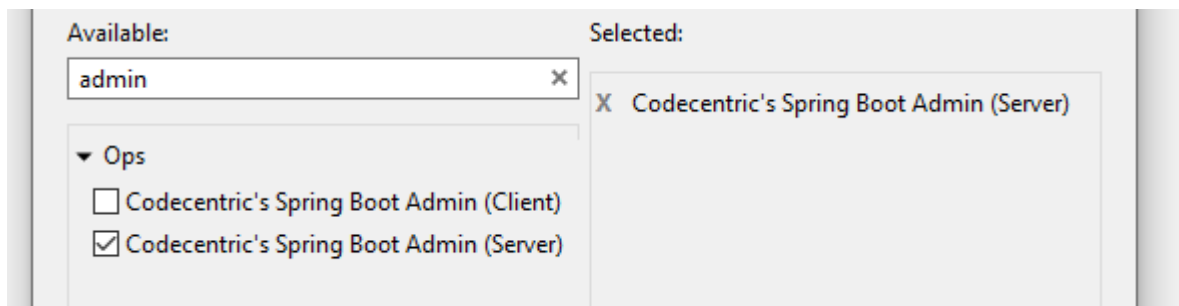 Available:
admin
Ops
Codecentric's Spring Boot Admin (Client)
Codecentric's Spring Boot Admin (Server)
Selected:
X Codecentric's Spring Boot Admin (Server)